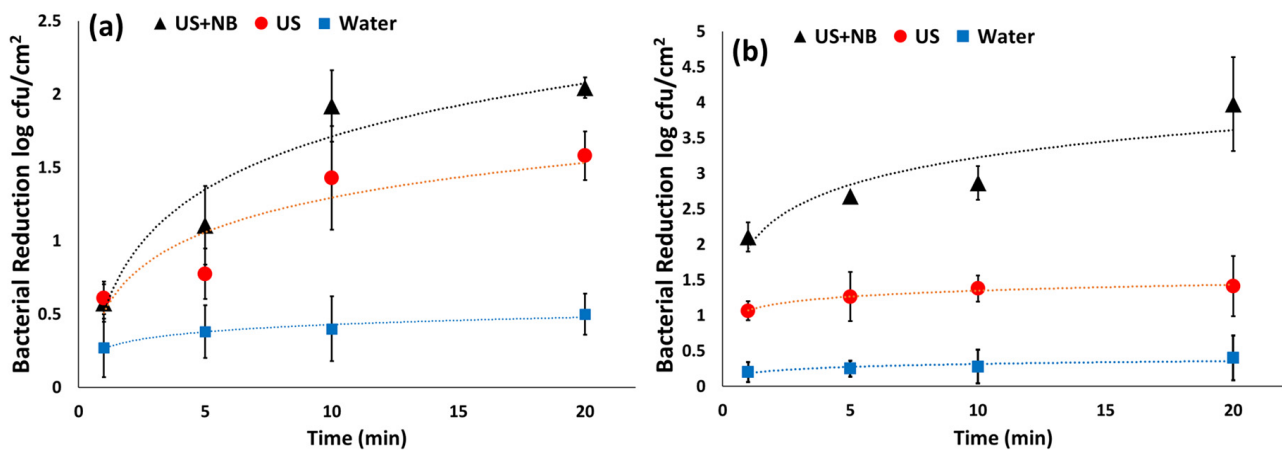 (a)
US+NB US Water
Bacterial Reduction log cfu/cm²
2.5
2
1.5
1
0.5
0
0 5 10 15 20
Time (min)
(b)
US+NB US Water
Bacterial Reduction log cfu/cm²
5
4.5
4
3.5
3
2.5
2
1.5
1
0.5
0
0 5 10 15 20
Time (min)